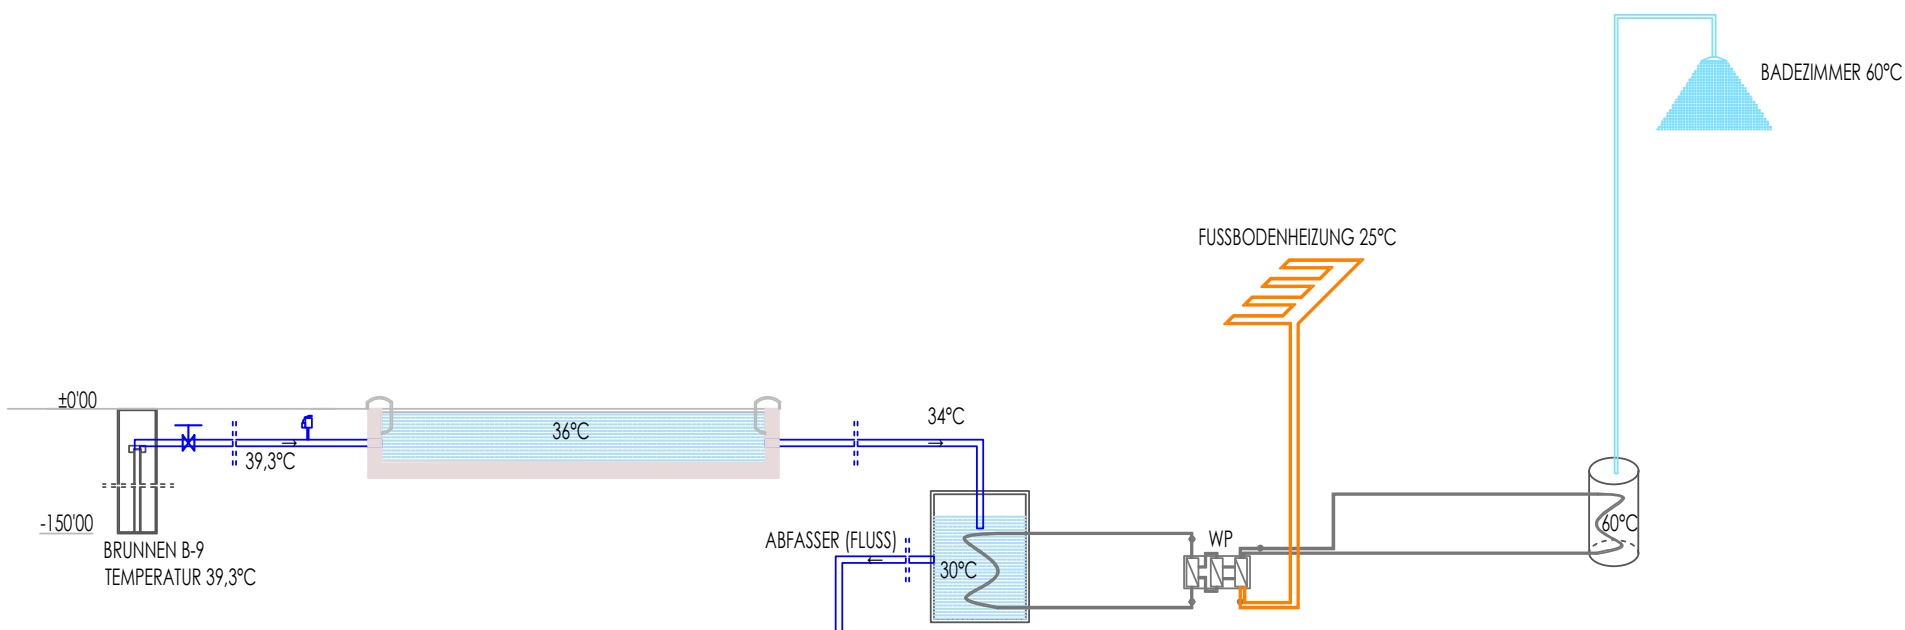 BADEZIMMER 60°C
FUSSBODENHEIZUNG 25°C
±0'00
36°C
34°C
39,3°C
-150'00
BRUNNEN B-9
TEMPERATUR 39,3°C
ABFASSER (FLUSS)
30°C
WP
60°C